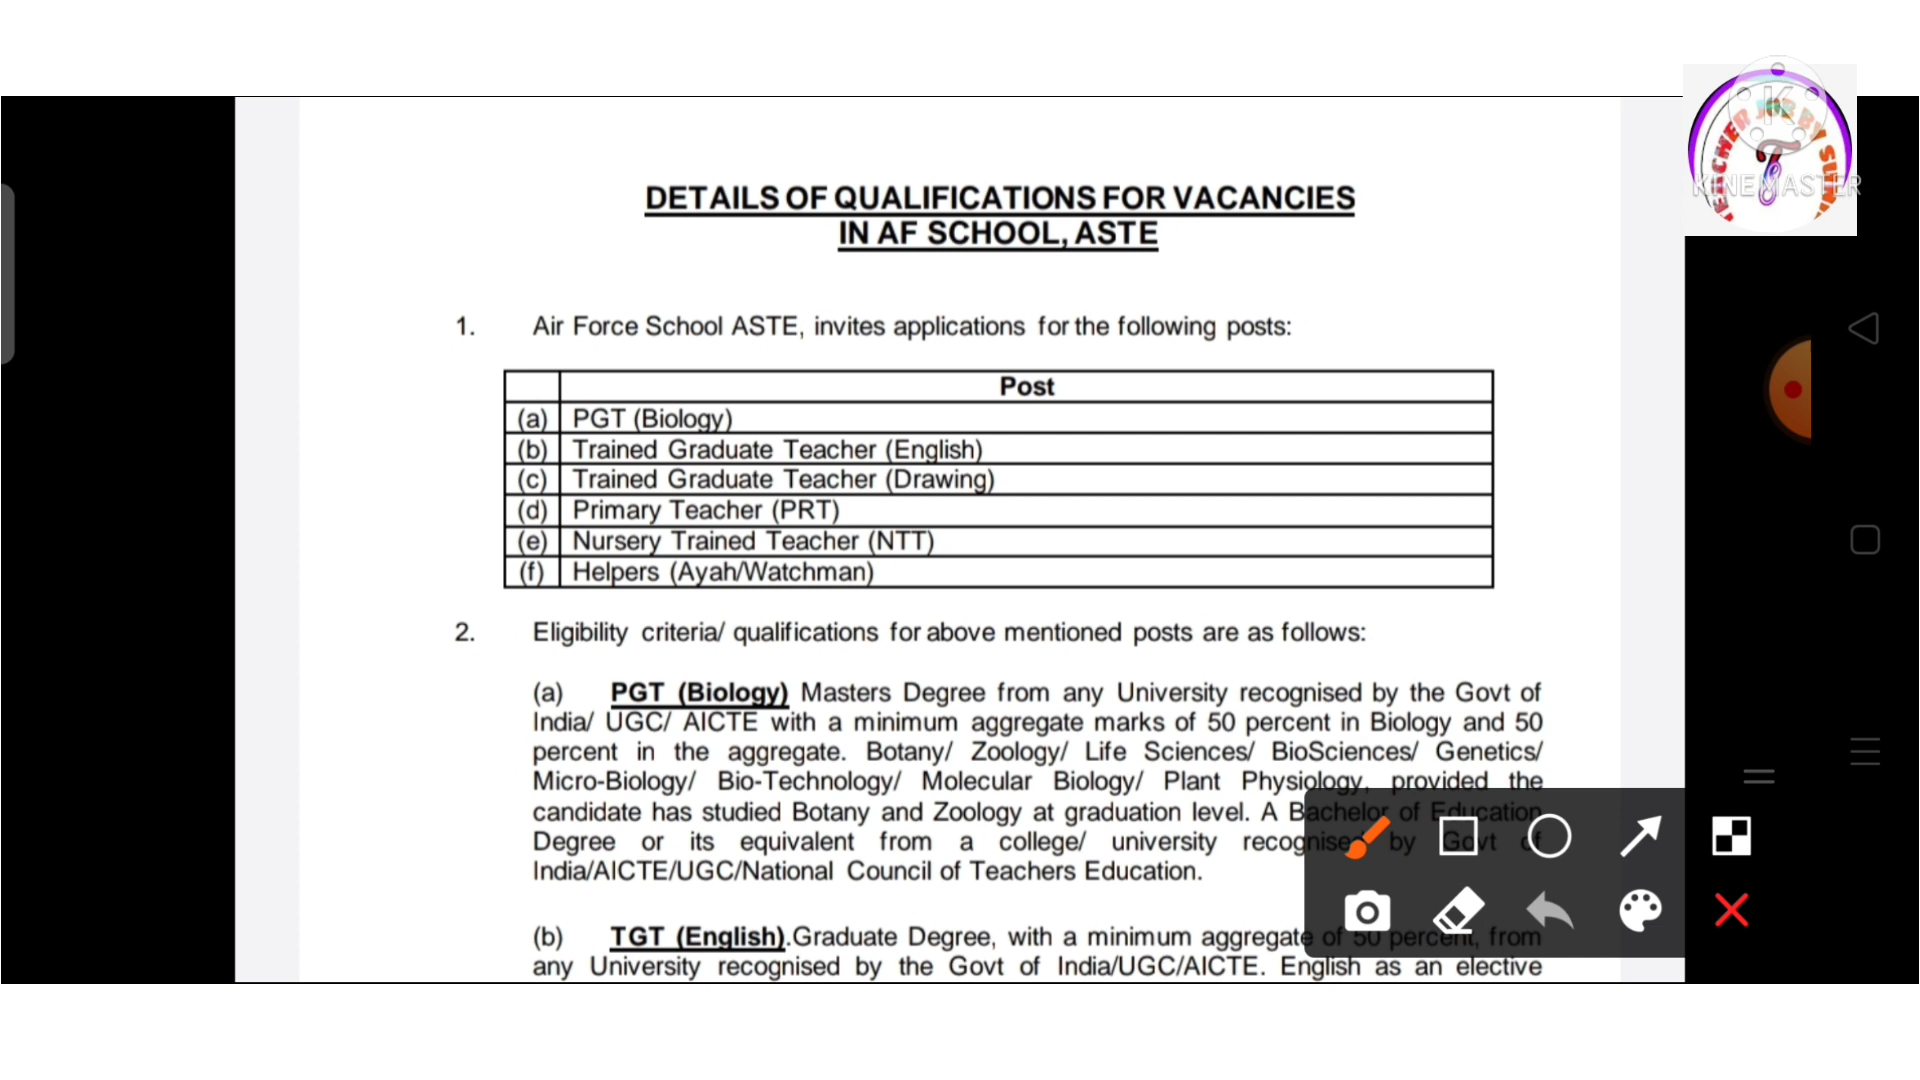 DETAILS OF QUALIFICATIONS FOR VACANCIES
IN AF SCHOOL, ASTE
1. Air Force School ASTE, invites applications for the following posts:
Post
(a) PGT (Biology)
(b) Trained Graduate Teacher (English)
(c) Trained Graduate Teacher (Drawing)
(d) Primary Teacher (PRT)
(e) Nursery Trained Teacher (NTT)
(f) Helpers (Ayah/Watchman)
2. Eligibility criteria/ qualifications for above mentioned posts are as follows:
(a) PGT (Biology) Masters Degree from any University recognised by the Govt of
India/ UGC/ AICTE with a minimum aggregate marks of 50 percent in Biology and 50
percent in the aggregate. Botany/ Zoology/ Life Sciences/ BioSciences/ Genetics/
Micro-Biology/ Bio-Technology/ Molecular Biology/ Plant Physiology, provided the
candidate has studied Botany and Zoology at graduation level. A Bachelor of Education
Degree or its equivalent from a college/ university recognised by Govt of
India/AICTE/UGC/National Council of Teachers Education.
(b) TGT (English).Graduate Degree, with a minimum aggregate of 50 percent, from
any University recognised by the Govt of India/UGC/AICTE. English as an elective
K
KINEMASTER